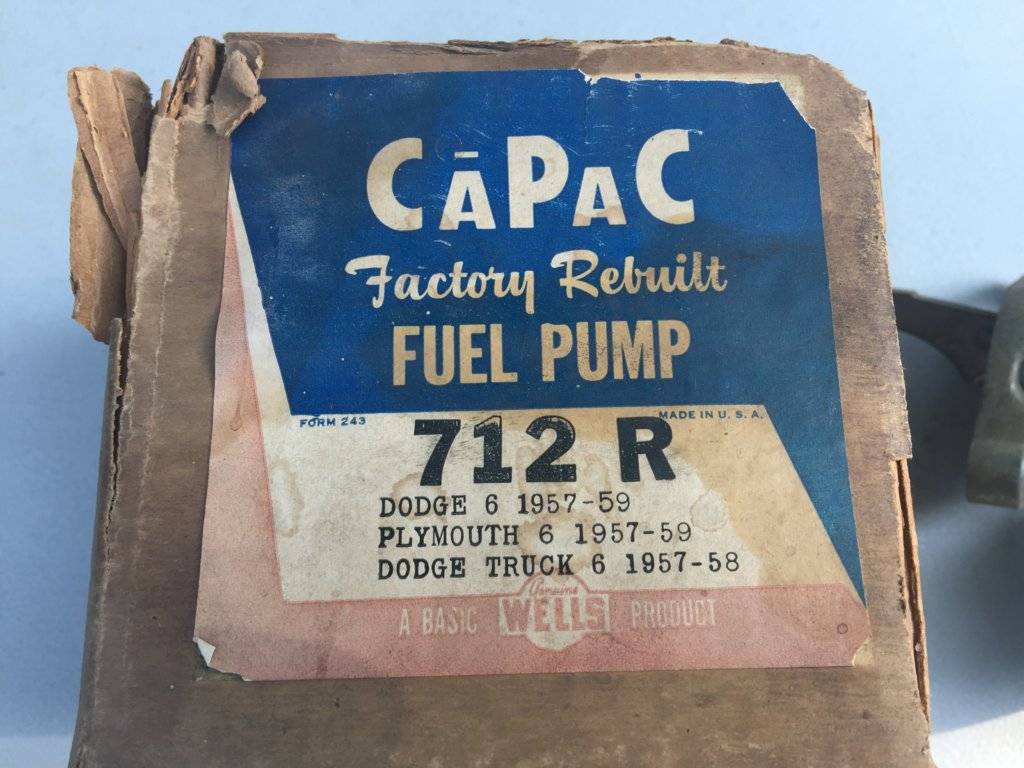 CĀPAC
Factory Rebuilt
FUEL PUMP
FORM 243
MADE IN U. S. A.
712 R
DODGE 6 1957-59
PLYMOUTH 6 1957-59
DODGE TRUCK 6 1957-58
Genuine
A BASIC WELLS PRODUCT